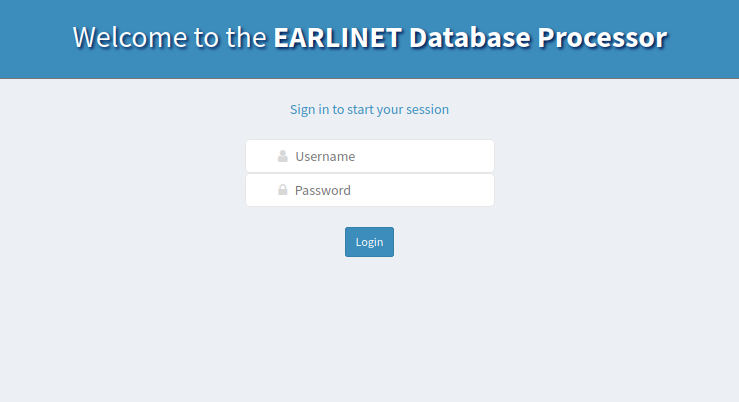 Welcome to the EARLINET Database Processor
Sign in to start your session
Username
Password
Login